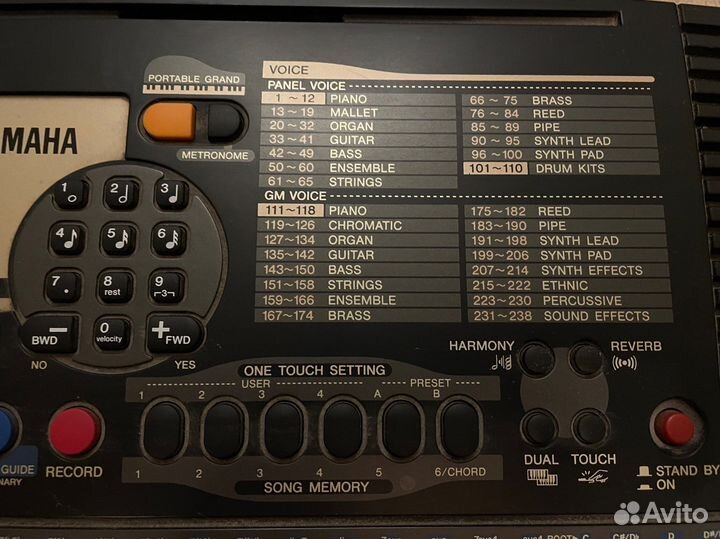 MAHA
PORTABLE GRAND
METRONOME
VOICE
PANEL VOICE
1 ~ 12 PIANO
13 ~ 19 MALLET
20 ~ 32 ORGAN
33 ~ 41 GUITAR
42 ~ 49 BASS
50 ~ 60 ENSEMBLE
61 ~ 65 STRINGS
66 ~ 75 BRASS
76 ~ 84 REED
85 ~ 89 PIPE
90 ~ 95 SYNTH LEAD
96 ~100 SYNTH PAD
101~110 DRUM KITS
GM VOICE
111~118 PIANO
119~126 CHROMATIC
127~134 ORGAN
135~142 GUITAR
143~150 BASS
151~158 STRINGS
159~166 ENSEMBLE
167~174 BRASS
175~182 REED
183~190 PIPE
191~198 SYNTH LEAD
199~206 SYNTH PAD
207~214 SYNTH EFFECTS
215~222 ETHNIC
223~230 PERCUSSIVE
231~238 SOUND EFFECTS
1 2 3
4 5 6
7 8 9
rest 3
− BWD 0 velocity + FWD
NO YES
ONE TOUCH SETTING
USER PRESET
1 2 3 4 A B
1 2 3 4 5 6/CHORD
SONG MEMORY
HARMONY REVERB
DUAL TOUCH
GUIDE
NARY
RECORD
STAND BY
ON
C C#/D♭ D D#/
Avito